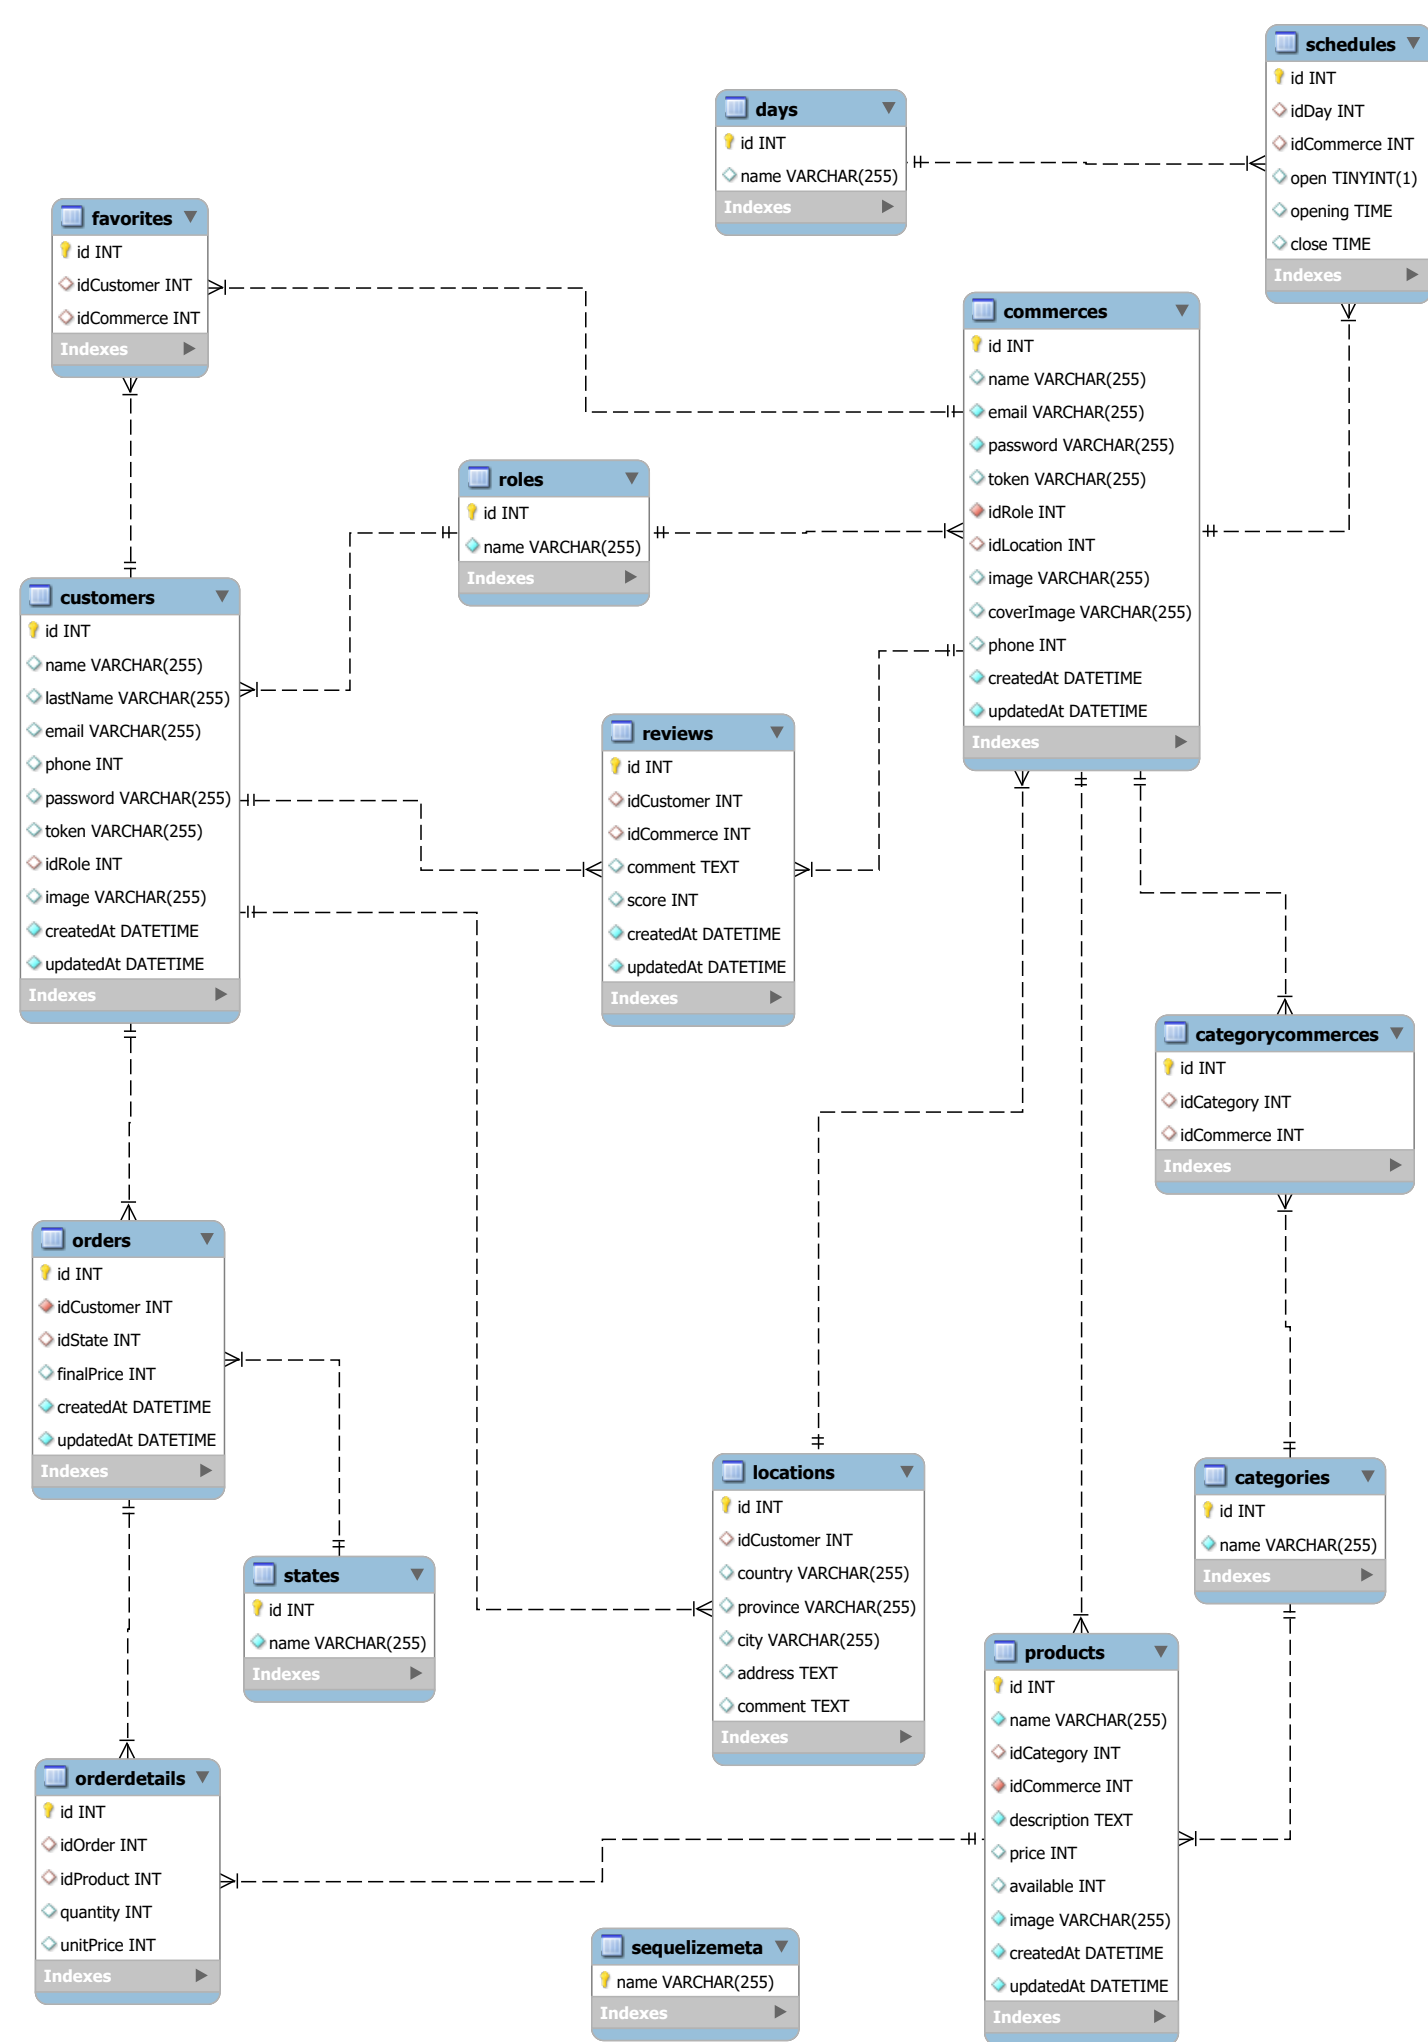 schedules
id INT
idDay INT
idCommerce INT
open TINYINT(1)
opening TIME
close TIME
Indexes
days
id INT
name VARCHAR(255)
Indexes
favorites
id INT
idCustomer INT
idCommerce INT
Indexes
commerces
id INT
name VARCHAR(255)
email VARCHAR(255)
password VARCHAR(255)
token VARCHAR(255)
idRole INT
idLocation INT
image VARCHAR(255)
coverImage VARCHAR(255)
phone INT
createdAt DATETIME
updatedAt DATETIME
Indexes
roles
id INT
name VARCHAR(255)
Indexes
customers
id INT
name VARCHAR(255)
lastName VARCHAR(255)
email VARCHAR(255)
phone INT
password VARCHAR(255)
token VARCHAR(255)
idRole INT
image VARCHAR(255)
createdAt DATETIME
updatedAt DATETIME
Indexes
reviews
id INT
idCustomer INT
idCommerce INT
comment TEXT
score INT
createdAt DATETIME
updatedAt DATETIME
Indexes
categorycommerces
id INT
idCategory INT
idCommerce INT
Indexes
orders
id INT
idCustomer INT
idState INT
finalPrice INT
createdAt DATETIME
updatedAt DATETIME
Indexes
locations
id INT
idCustomer INT
country VARCHAR(255)
province VARCHAR(255)
city VARCHAR(255)
address TEXT
comment TEXT
Indexes
categories
id INT
name VARCHAR(255)
Indexes
states
id INT
name VARCHAR(255)
Indexes
products
id INT
name VARCHAR(255)
idCategory INT
idCommerce INT
description TEXT
price INT
available INT
image VARCHAR(255)
createdAt DATETIME
updatedAt DATETIME
Indexes
orderdetails
id INT
idOrder INT
idProduct INT
quantity INT
unitPrice INT
Indexes
sequelizemeta
name VARCHAR(255)
Indexes